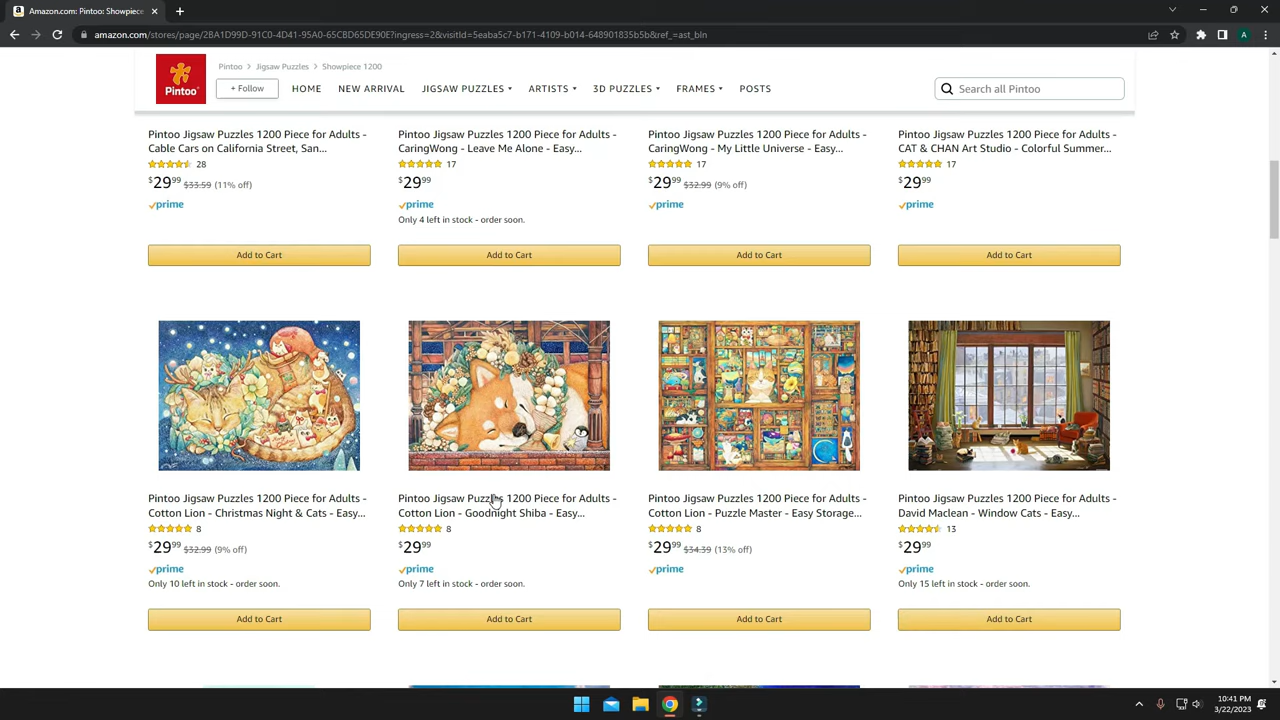 Amazon.com: Pintoo: Showpiece
amazon.com/stores/page/2BA1D99D-91C0-4D41-95A0-65CBD65DE90E?ingress=2&visitId=5eaba5c7-b171-4109-b014-648901835b5b&ref_=ast_bln
A
Pintoo
Pintoo > Jigsaw Puzzles > Showpiece 1200
+ Follow HOME NEW ARRIVAL JIGSAW PUZZLES ARTISTS 3D PUZZLES FRAMES POSTS
Search all Pintoo
Pintoo Jigsaw Puzzles 1200 Piece for Adults -
Cable Cars on California Street, San...
28
$29.99 $33.59 (11% off)
prime
Add to Cart
Pintoo Jigsaw Puzzles 1200 Piece for Adults -
CaringWong - Leave Me Alone - Easy...
17
$29.99
prime
Only 4 left in stock - order soon.
Add to Cart
Pintoo Jigsaw Puzzles 1200 Piece for Adults -
CaringWong - My Little Universe - Easy...
17
$29.99 $32.99 (9% off)
prime
Add to Cart
Pintoo Jigsaw Puzzles 1200 Piece for Adults -
CAT & CHAN Art Studio - Colorful Summer...
17
$29.99
prime
Add to Cart
Pintoo Jigsaw Puzzles 1200 Piece for Adults -
Cotton Lion - Christmas Night & Cats - Easy...
8
$29.99 $32.99 (9% off)
prime
Only 10 left in stock - order soon.
Add to Cart
Pintoo Jigsaw Puzzles 1200 Piece for Adults -
Cotton Lion - Goodnight Shiba - Easy...
8
$29.99
prime
Only 7 left in stock - order soon.
Add to Cart
Pintoo Jigsaw Puzzles 1200 Piece for Adults -
Cotton Lion - Puzzle Master - Easy Storage...
8
$29.99 $34.39 (13% off)
prime
Add to Cart
Pintoo Jigsaw Puzzles 1200 Piece for Adults -
David Maclean - Window Cats - Easy...
13
$29.99
prime
Only 15 left in stock - order soon.
Add to Cart
10:41 PM
3/22/2023